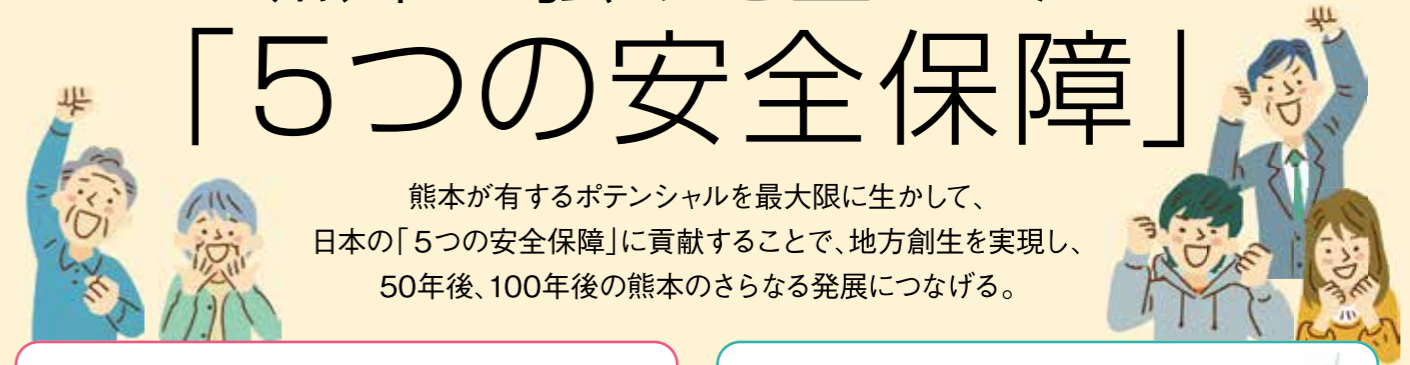 「5つの安全保障」
熊本が有するポテンシャルを最大限に生かして、
日本の「5つの安全保障」に貢献することで、地方創生を実現し、
50年後、100年後の熊本のさらなる発展につなげる。